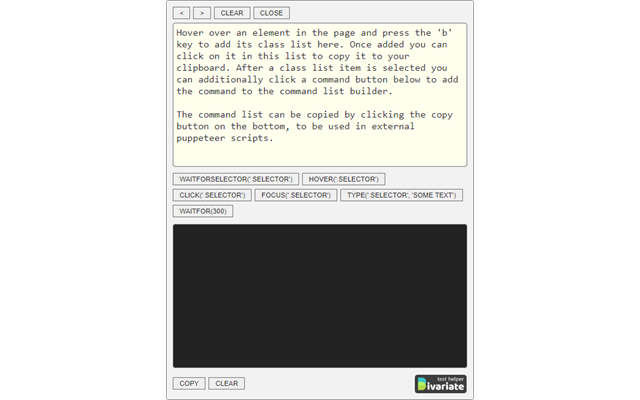 < > CLEAR CLOSE
Hover over an element in the page and press the 'b'
key to add its class list here. Once added you can
click on it in this list to copy it to your
clipboard. After a class list item is selected you
can additionally click a command button below to add
the command to the command list builder.
The command list can be copied by clicking the copy
button on the bottom, to be used in external
puppeteer scripts.
WAITFORSELECTOR('.SELECTOR') HOVER('.SELECTOR')
CLICK('.SELECTOR') FOCUS('.SELECTOR') TYPE('.SELECTOR', 'SOME TEXT')
WAITFOR(300)
COPY CLEAR
test helper
Bivariate